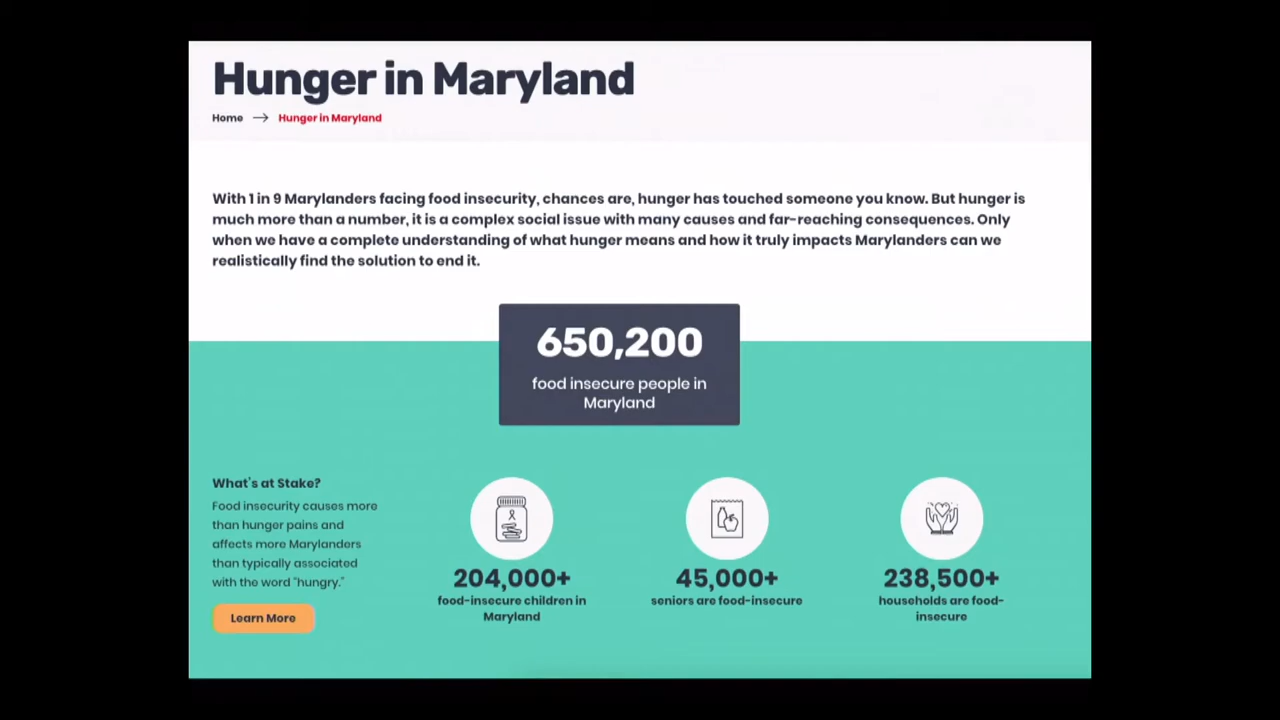 Hunger in Maryland
Home → Hunger in Maryland
With 1 in 9 Marylanders facing food insecurity, chances are, hunger has touched someone you know. But hunger is
much more than a number, it is a complex social issue with many causes and far-reaching consequences. Only
when we have a complete understanding of what hunger means and how it truly impacts Marylanders can we
realistically find the solution to end it.
650,200
food insecure people in
Maryland
What's at Stake?
Food insecurity causes more
than hunger pains and
affects more Marylanders
than typically associated
with the word "hungry."
Learn More
204,000+
food-insecure children in
Maryland
45,000+
seniors are food-insecure
238,500+
households are food-
insecure